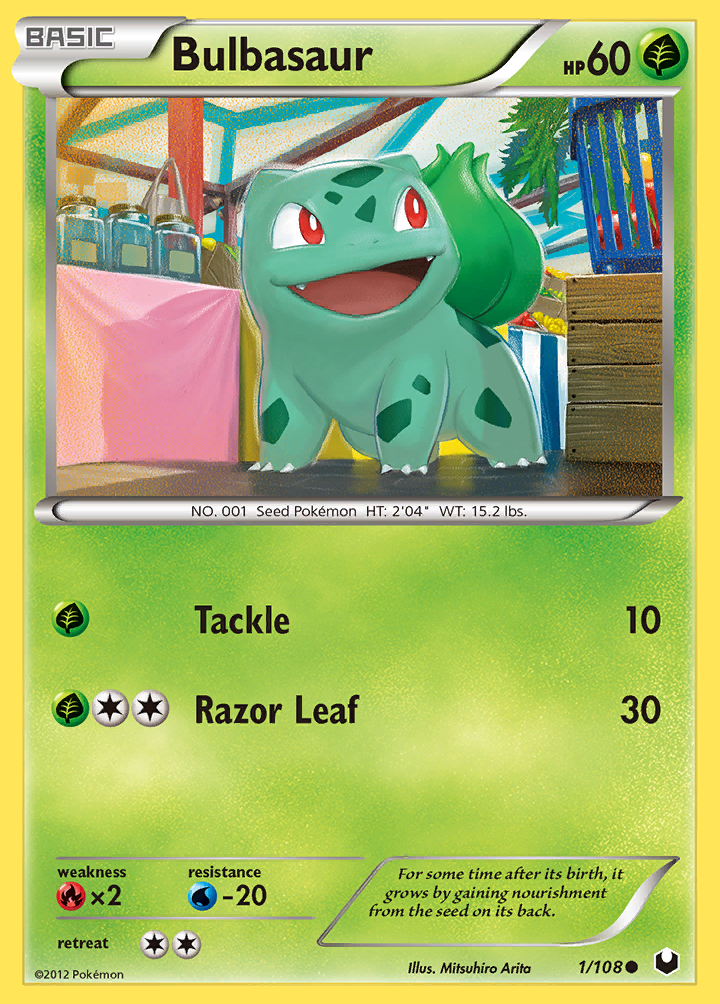 BASIC
Bulbasaur
HP60
NO. 001 Seed Pokémon HT: 2'04" WT: 15.2 lbs.
Tackle 10
Razor Leaf 30
weakness resistance
×2 -20
For some time after its birth, it
grows by gaining nourishment
from the seed on its back.
retreat
©2012 Pokémon
Illus. Mitsuhiro Arita
1/108